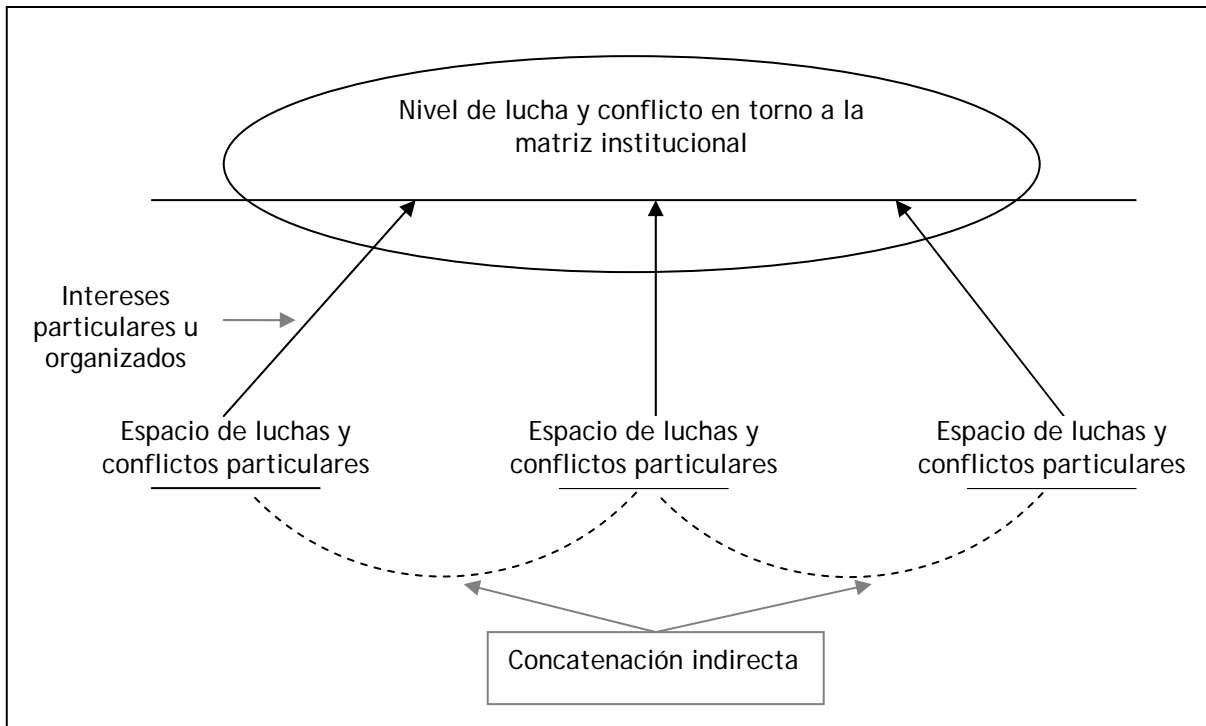 Nivel de lucha y conflicto en torno a la
matriz institucional
Intereses
particulares u
organizados
Espacio de luchas y
conflictos particulares
Espacio de luchas y
conflictos particulares
Espacio de luchas y
conflictos particulares
Concatenación indirecta